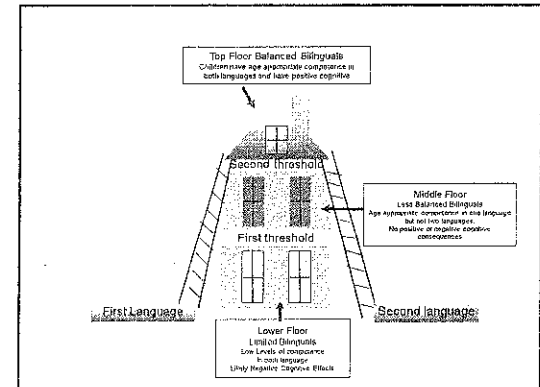 Top Floor Balanced Bilinguals
Children have age appropriate competence in
both languages and have positive cognitive
Second threshold
Middle Floor
Less Balanced Bilinguals
Age appropriate competence in one language
but not two languages.
No positive or negative cognitive
consequences
First threshold
First Language
Second language
Lower Floor
Limited Bilinguals
Low Levels of competence
in both language
Likely Negative Cognitive Effects